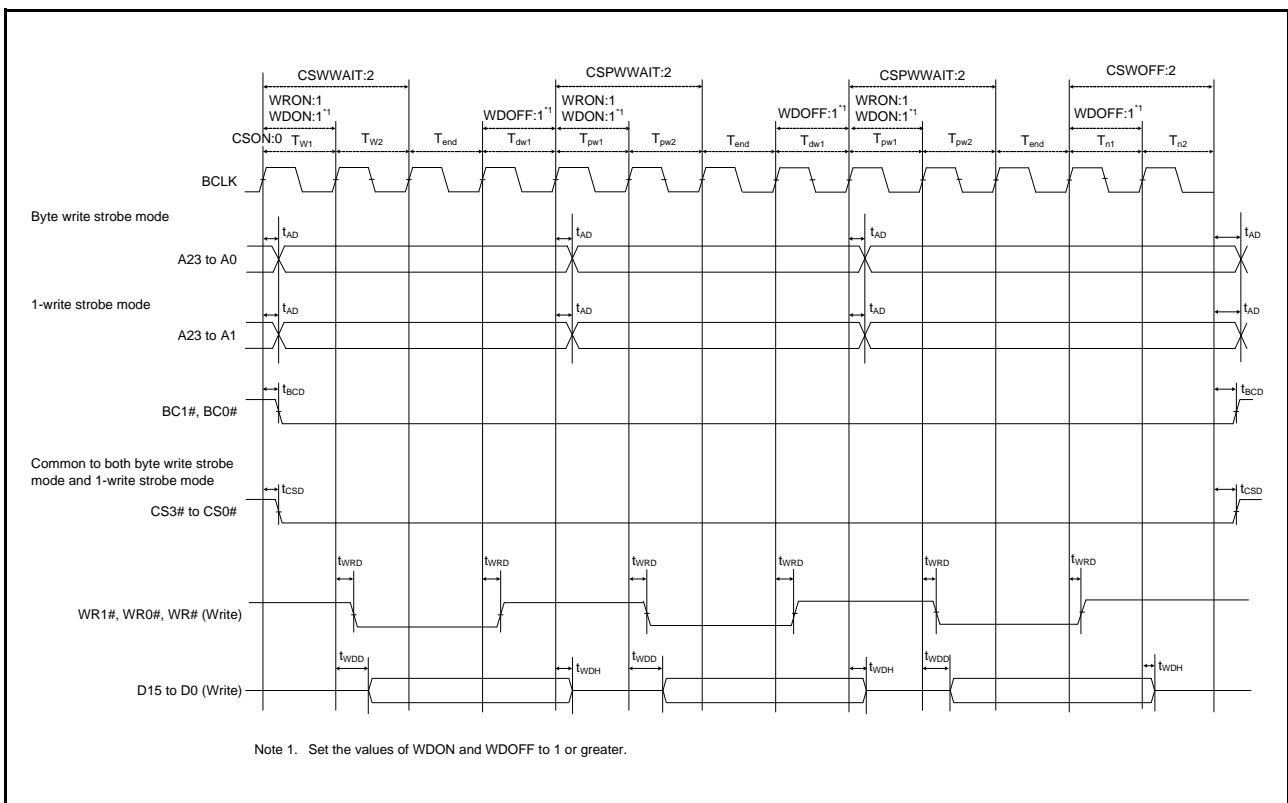 CSWWAIT:2 CSPWWAIT:2 CSPWWAIT:2 CSWOFF:2
WRON:1 WRON:1 WRON:1
WDON:1*1 WDOFF:1*1 WDON:1*1 WDOFF:1*1 WDON:1*1 WDOFF:1*1
CSON:0 TW1 TW2 Tend Tdw1 Tpw1 Tpw2 Tend Tdw1 Tpw1 Tpw2 Tend Tn1 Tn2
BCLK
Byte write strobe mode
tAD tAD tAD tAD
A23 to A0
1-write strobe mode
tAD tAD tAD tAD
A23 to A1
tBCD tBCD
BC1#, BC0#
Common to both byte write strobe
mode and 1-write strobe mode
tCSD tCSD
CS3# to CS0#
tWRD tWRD tWRD tWRD tWRD tWRD
WR1#, WR0#, WR# (Write)
tWDD tWDH tWDD tWDH tWDD tWDH
D15 to D0 (Write)
Note 1. Set the values of WDON and WDOFF to 1 or greater.